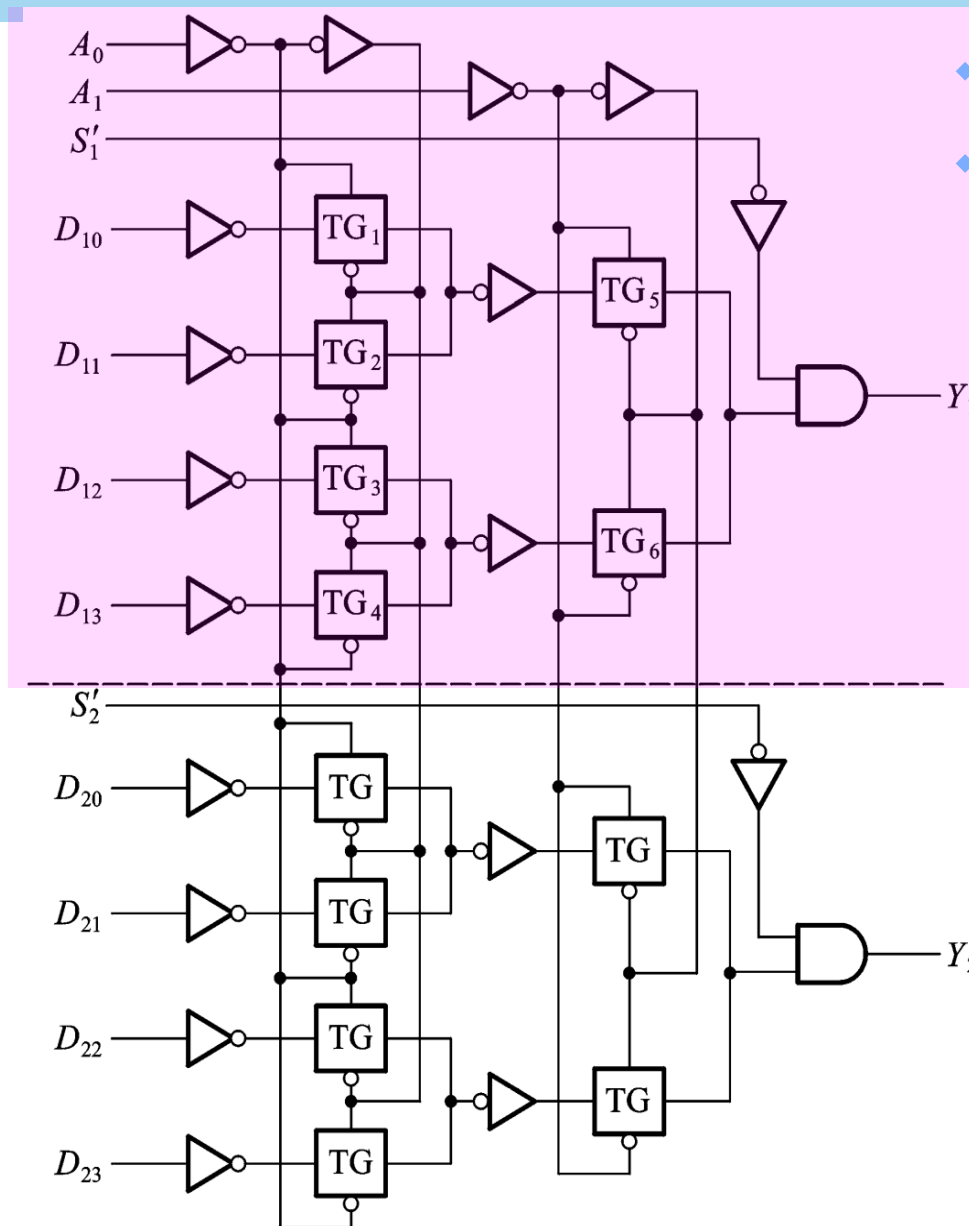 A₀
A₁
S′₁
D₁₀
TG₁
TG₅
D₁₁
TG₂
Y
D₁₂
TG₃
TG₆
D₁₃
TG₄
S′₂
D₂₀
TG
TG
D₂₁
TG
Y₂
D₂₂
TG
TG
D₂₃
TG